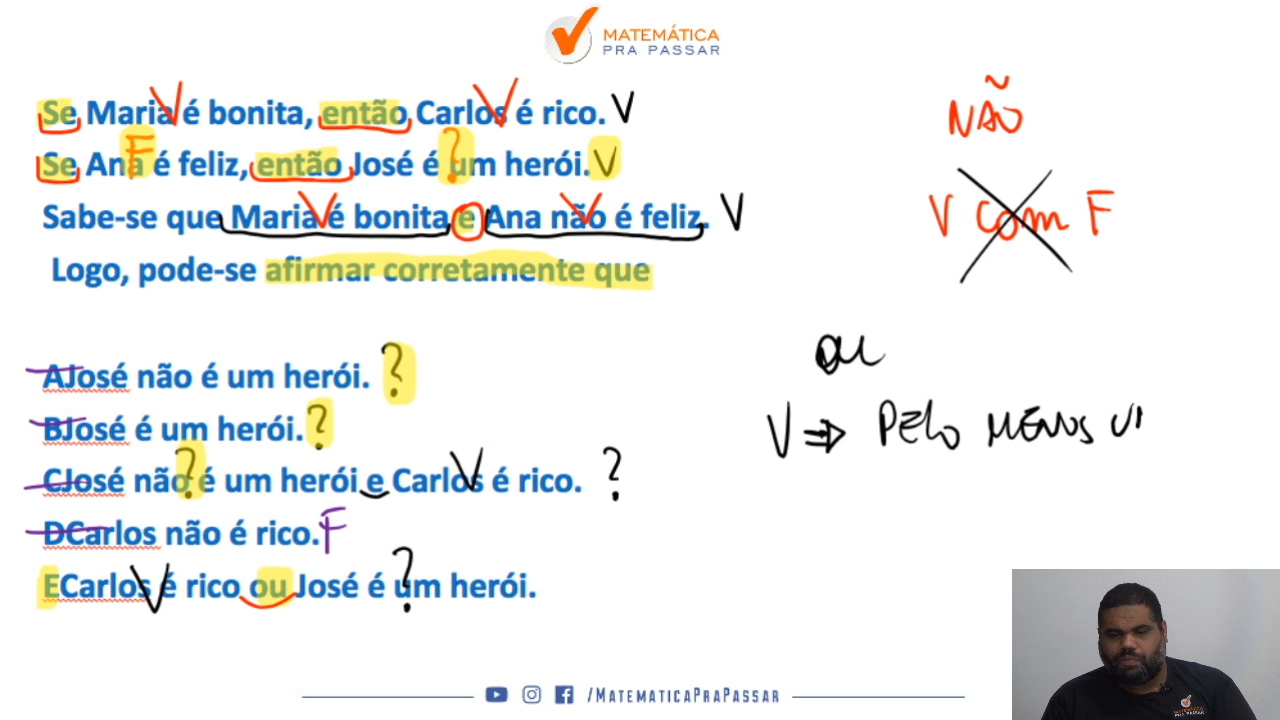 MATEMÁTICA
PRA PASSAR
Se Maria é bonita, então Carlos é rico. V
V V
Se Ana é feliz, então José é um herói. V
F ?
Sabe-se que Maria é bonita e Ana não é feliz. V
V V
Logo, pode-se afirmar corretamente que
NÃO
V COM F
AJosé não é um herói. ?
BJosé é um herói. ?
CJosé não é um herói e Carlos é rico. ?
? V
DCarlos não é rico. F
ECarlos é rico ou José é um herói.
V ?
OU
V ⇒ PELO MENOS
/MATEMATICAPRAPASSAR
MATEMÁTICA
PRA PASSAR